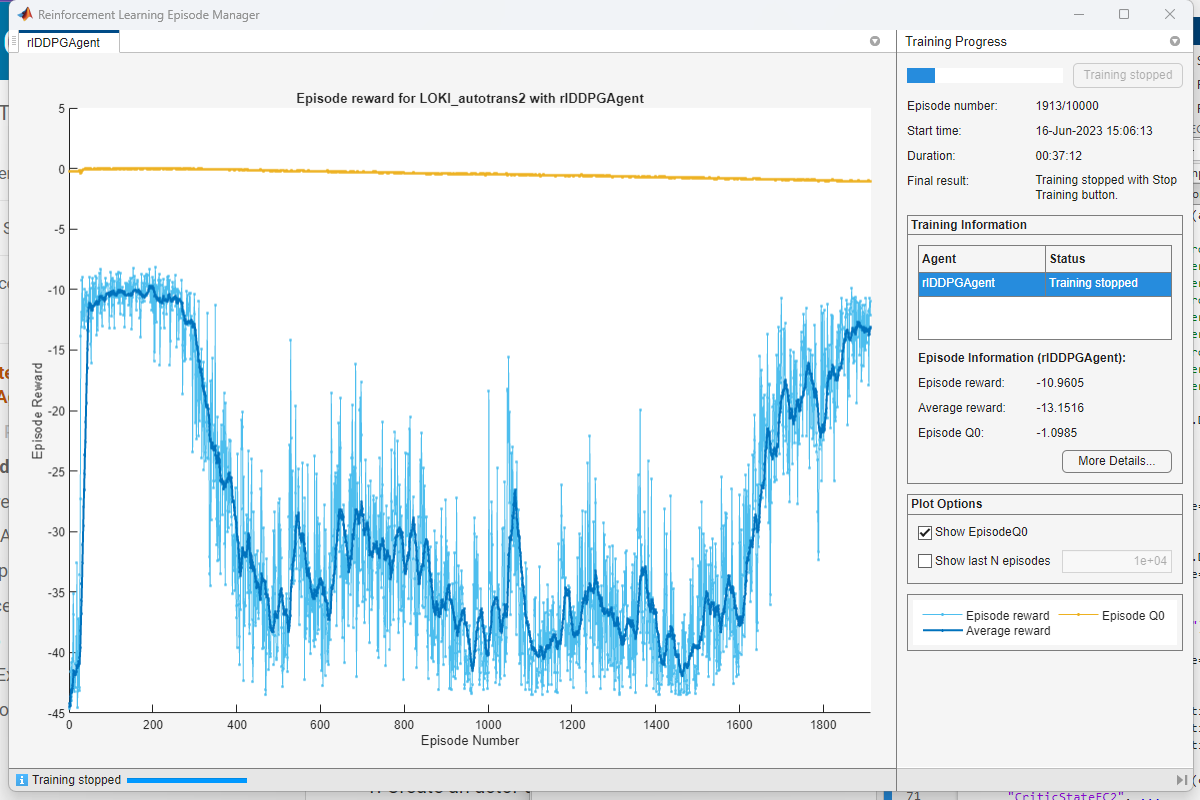 Reinforcement Learning Episode Manager
rlDDPGAgent
Episode reward for LOKI_autotrans2 with rlDDPGAgent
5
0
-5
-10
-15
-20
-25
-30
-35
-40
-45
Episode Reward
0 200 400 600 800 1000 1200 1400 1600 1800
Episode Number
Training Progress
Training stopped
Episode number: 1913/10000
Start time: 16-Jun-2023 15:06:13
Duration: 00:37:12
Final result: Training stopped with Stop
Training button.
Training Information
Agent Status
rlDDPGAgent Training stopped
Episode Information (rlDDPGAgent):
Episode reward: -10.9605
Average reward: -13.1516
Episode Q0: -1.0985
More Details...
Plot Options
Show EpisodeQ0
Show last N episodes 1e+04
Episode reward Episode Q0
Average reward
Training stopped
71
"CriticStateFC2", ...